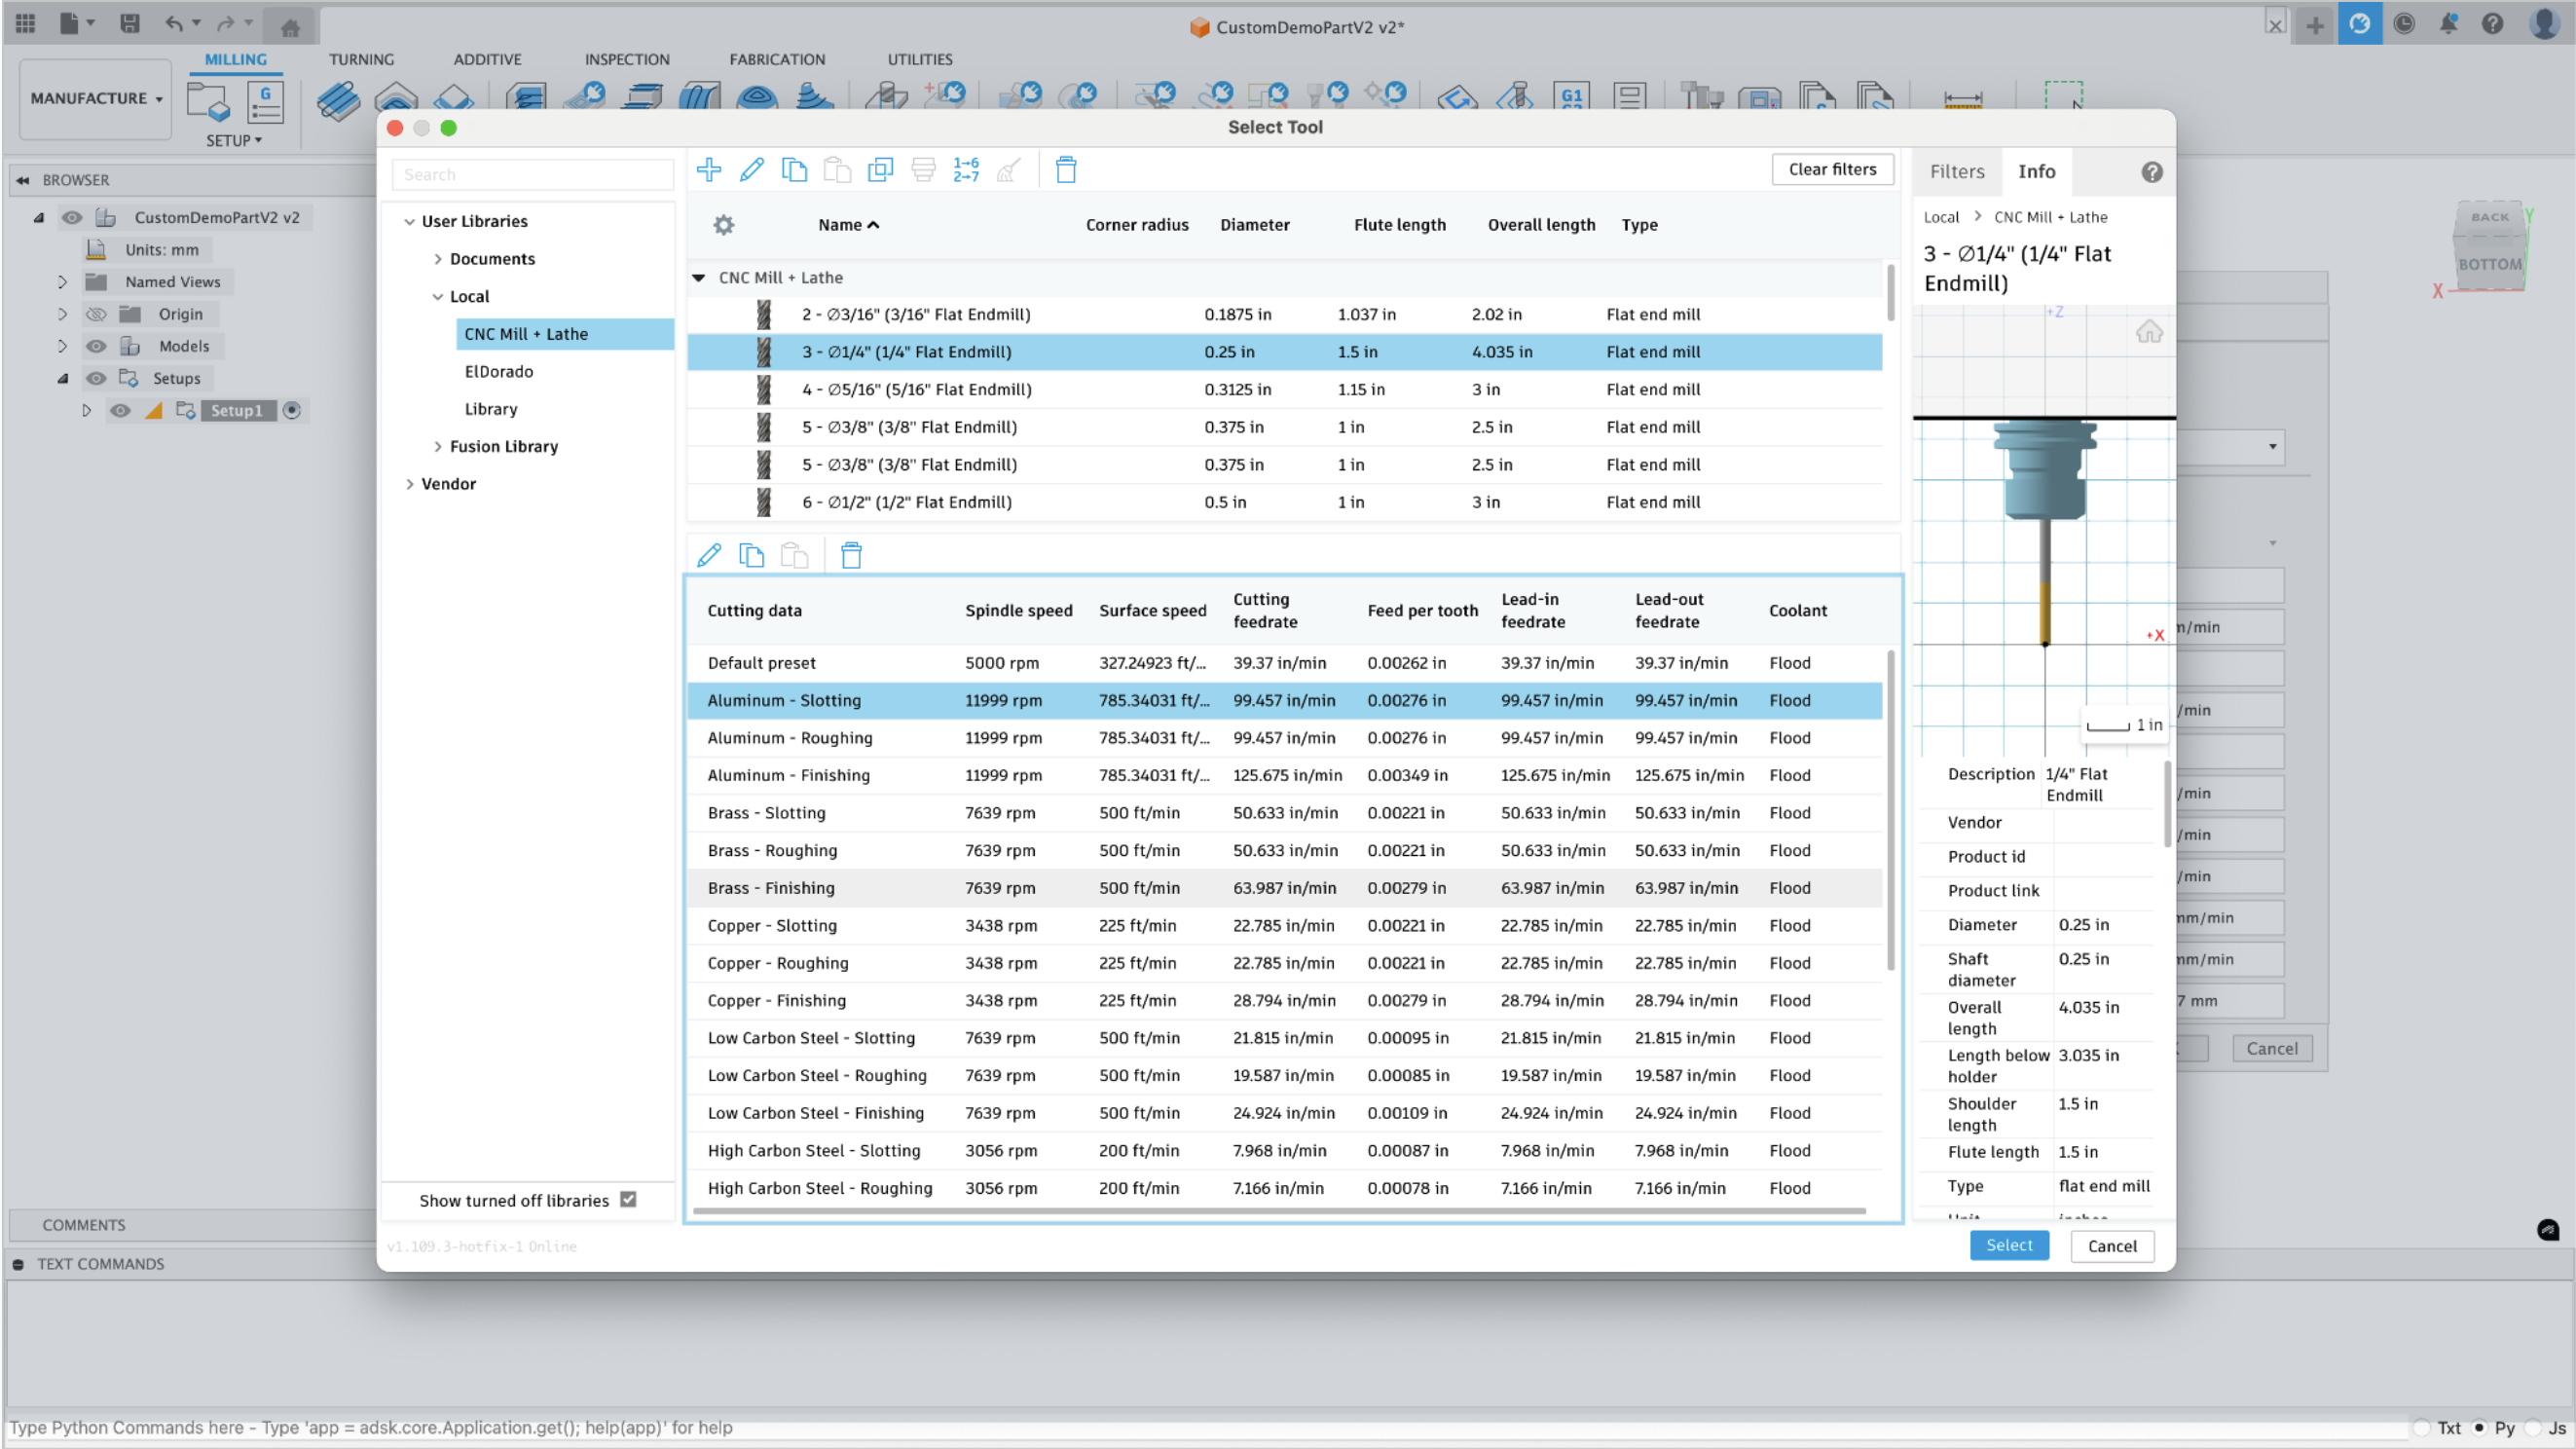 CustomDemoPartV2 v2*
MILLING TURNING ADDITIVE INSPECTION FABRICATION UTILITIES
MANUFACTURE
G
G1
SETUP
Select Tool
BROWSER
CustomDemoPartV2 v2
Units: mm
Named Views
Origin
Models
Setups
Setup1
COMMENTS
Search
User Libraries
Documents
Local
CNC Mill + Lathe
ElDorado
Library
Fusion Library
Vendor
Show turned off libraries
v1.109.3-hotfix-1 Online
1→6
2→7
Clear filters
Name Corner radius Diameter Flute length Overall length Type
CNC Mill + Lathe
2 - ∅3/16" (3/16" Flat Endmill) 0.1875 in 1.037 in 2.02 in Flat end mill
3 - ∅1/4" (1/4" Flat Endmill) 0.25 in 1.5 in 4.035 in Flat end mill
4 - ∅5/16" (5/16" Flat Endmill) 0.3125 in 1.15 in 3 in Flat end mill
5 - ∅3/8" (3/8" Flat Endmill) 0.375 in 1 in 2.5 in Flat end mill
5 - ∅3/8" (3/8" Flat Endmill) 0.375 in 1 in 2.5 in Flat end mill
6 - ∅1/2" (1/2" Flat Endmill) 0.5 in 1 in 3 in Flat end mill
Cutting data Spindle speed Surface speed Cutting feedrate Feed per tooth Lead-in feedrate Lead-out feedrate Coolant
Default preset 5000 rpm 327.24923 ft/... 39.37 in/min 0.00262 in 39.37 in/min 39.37 in/min Flood
Aluminum - Slotting 11999 rpm 785.34031 ft/... 99.457 in/min 0.00276 in 99.457 in/min 99.457 in/min Flood
Aluminum - Roughing 11999 rpm 785.34031 ft/... 99.457 in/min 0.00276 in 99.457 in/min 99.457 in/min Flood
Aluminum - Finishing 11999 rpm 785.34031 ft/... 125.675 in/min 0.00349 in 125.675 in/min 125.675 in/min Flood
Brass - Slotting 7639 rpm 500 ft/min 50.633 in/min 0.00221 in 50.633 in/min 50.633 in/min Flood
Brass - Roughing 7639 rpm 500 ft/min 50.633 in/min 0.00221 in 50.633 in/min 50.633 in/min Flood
Brass - Finishing 7639 rpm 500 ft/min 63.987 in/min 0.00279 in 63.987 in/min 63.987 in/min Flood
Copper - Slotting 3438 rpm 225 ft/min 22.785 in/min 0.00221 in 22.785 in/min 22.785 in/min Flood
Copper - Roughing 3438 rpm 225 ft/min 22.785 in/min 0.00221 in 22.785 in/min 22.785 in/min Flood
Copper - Finishing 3438 rpm 225 ft/min 28.794 in/min 0.00279 in 28.794 in/min 28.794 in/min Flood
Low Carbon Steel - Slotting 7639 rpm 500 ft/min 21.815 in/min 0.00095 in 21.815 in/min 21.815 in/min Flood
Low Carbon Steel - Roughing 7639 rpm 500 ft/min 19.587 in/min 0.00085 in 19.587 in/min 19.587 in/min Flood
Low Carbon Steel - Finishing 7639 rpm 500 ft/min 24.924 in/min 0.00109 in 24.924 in/min 24.924 in/min Flood
High Carbon Steel - Slotting 3056 rpm 200 ft/min 7.968 in/min 0.00087 in 7.968 in/min 7.968 in/min Flood
High Carbon Steel - Roughing 3056 rpm 200 ft/min 7.166 in/min 0.00078 in 7.166 in/min 7.166 in/min Flood
Filters Info
Local > CNC Mill + Lathe
3 - ∅1/4" (1/4" Flat
Endmill)
+Z
+X
1 in
Description 1/4" Flat
Endmill
Vendor
Product id
Product link
Diameter 0.25 in
Shaft
diameter 0.25 in
Overall
length 4.035 in
Length below
holder 3.035 in
Shoulder
length 1.5 in
Flute length 1.5 in
Type flat end mill
Select Cancel
BACK
BOTTOM
Y
X
/min
/min
/min
/min
/min
mm/min
mm/min
7 mm
Cancel
TEXT COMMANDS
Type Python Commands here - Type 'app = adsk.core.Application.get(); help(app)' for help
Txt Py Js